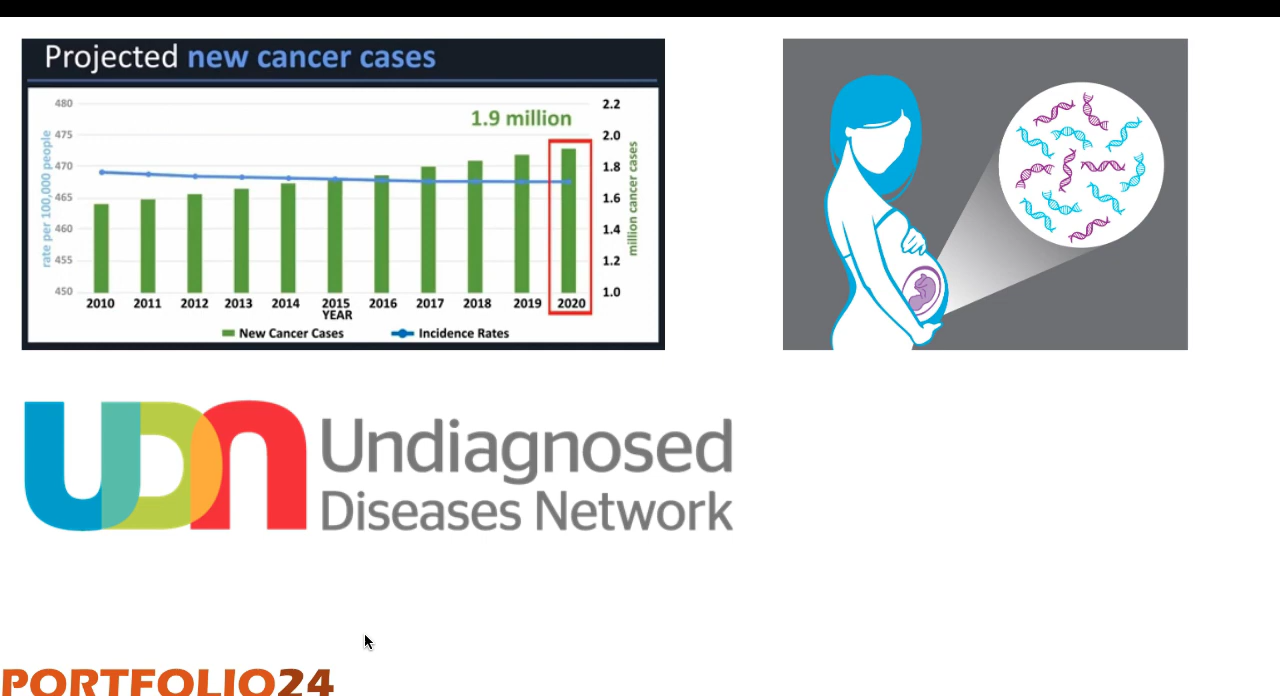 Projected new cancer cases
1.9 million
480
475
470
465
460
455
450
rate per 100,000 people
2.2
2.0
1.8
1.6
1.4
1.2
1.0
million cancer cases
2010 2011 2012 2013 2014 2015 2016 2017 2018 2019 2020
YEAR
New Cancer Cases Incidence Rates
UDN
Undiagnosed
Diseases Network
PORTFOLIO24